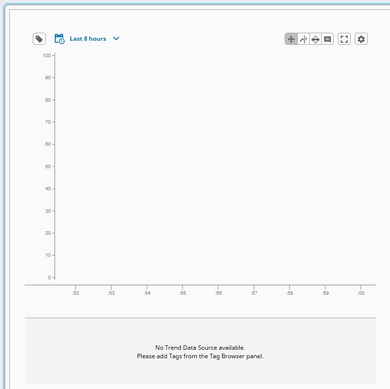 Last 8 hours
100
90
80
70
60
50
40
30
20
10
0
:52 :53 :54 :55 :56 :57 :58 :59 :00
No Trend Data Source available.
Please add Tags from the Tag Browser panel.